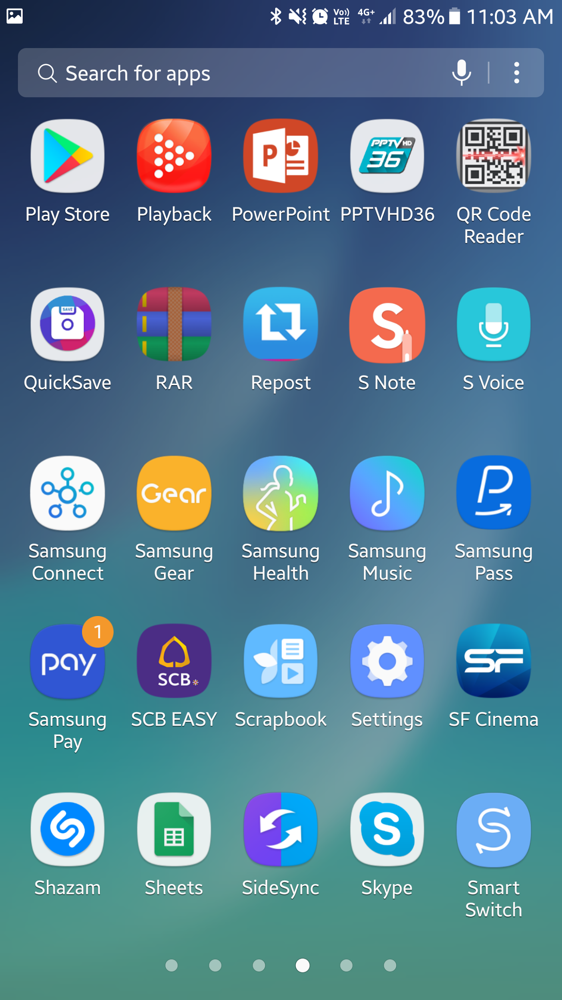 Vo)) LTE 4G+ 83% 11:03 AM
Search for apps
PPTV HD
36
Play Store Playback PowerPoint PPTVHD36 QR Code Reader
SAVE
S
QuickSave RAR Repost S Note S Voice
Gear
Samsung Connect Samsung Gear Samsung Health Samsung Music Samsung Pass
1
pay SCB SF
Samsung Pay SCB EASY Scrapbook Settings SF Cinema
Shazam Sheets SideSync Skype Smart Switch